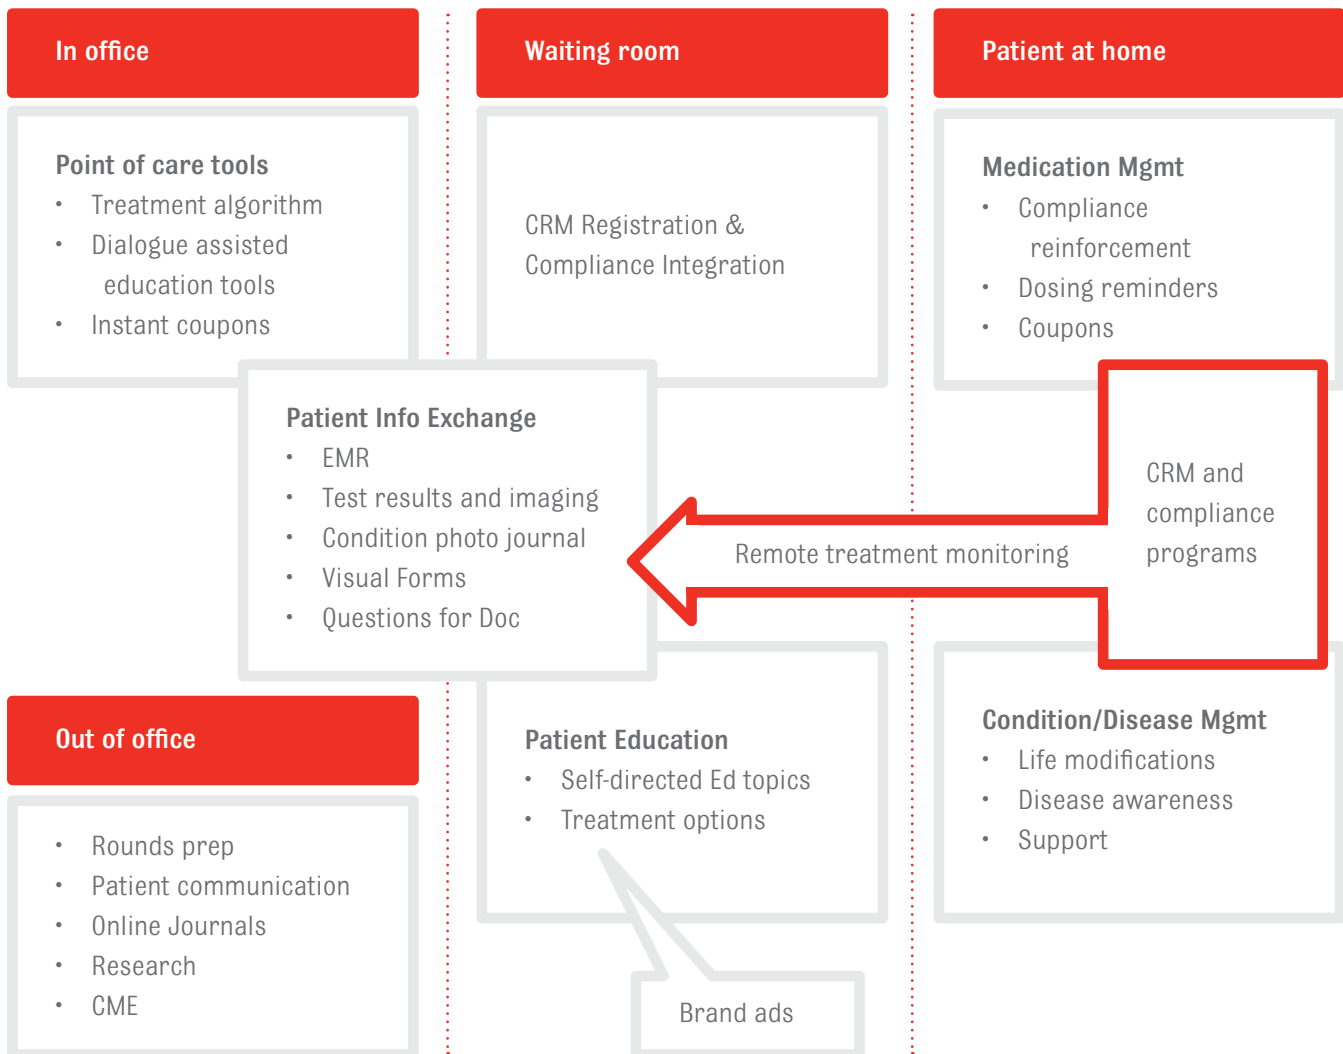 In office
Point of care tools
• Treatment algorithm
• Dialogue assisted
education tools
• Instant coupons
Waiting room
CRM Registration &
Compliance Integration
Patient at home
Medication Mgmt
• Compliance
reinforcement
• Dosing reminders
• Coupons
Patient Info Exchange
• EMR
• Test results and imaging
• Condition photo journal
• Visual Forms
• Questions for Doc
Remote treatment monitoring
CRM and
compliance
programs
Out of office
• Rounds prep
• Patient communication
• Online Journals
• Research
• CME
Patient Education
• Self-directed Ed topics
• Treatment options
Brand ads
Condition/Disease Mgmt
• Life modifications
• Disease awareness
• Support